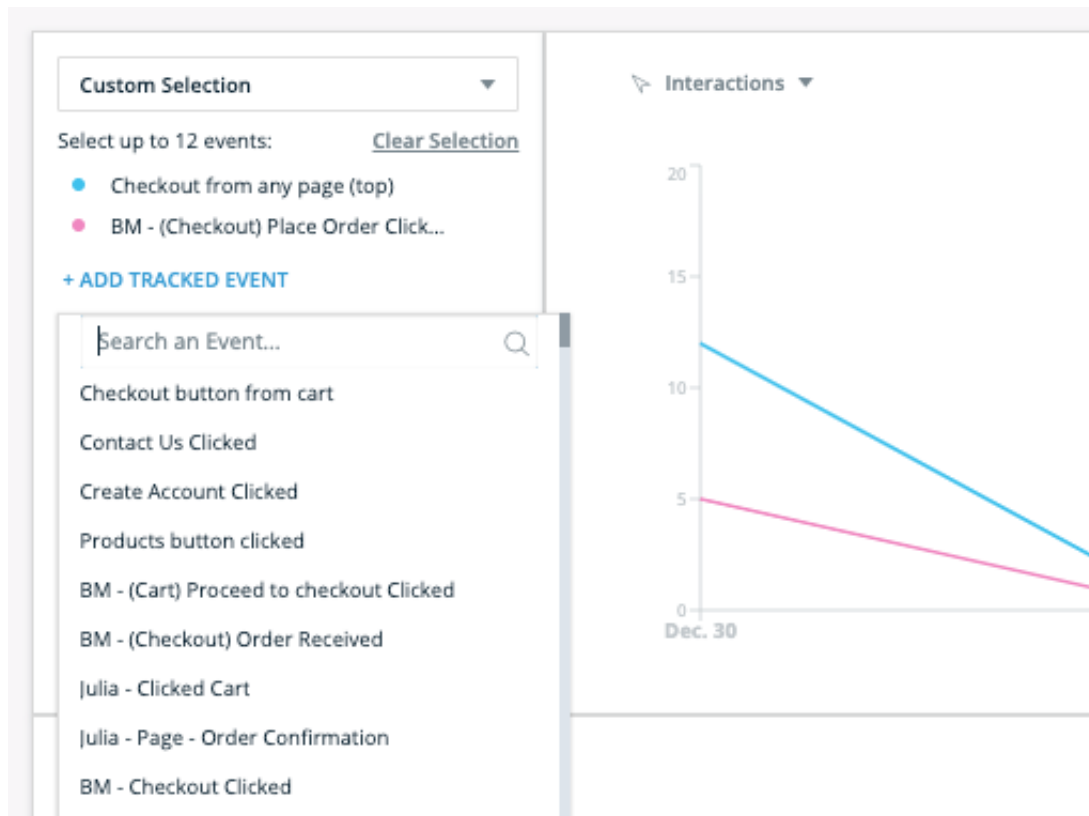 Custom Selection
Select up to 12 events: Clear Selection
Checkout from any page (top)
BM - (Checkout) Place Order Click...
+ ADD TRACKED EVENT
Search an Event...
Checkout button from cart
Contact Us Clicked
Create Account Clicked
Products button clicked
BM - (Cart) Proceed to checkout Clicked
BM - (Checkout) Order Received
Julia - Clicked Cart
Julia - Page - Order Confirmation
BM - Checkout Clicked
Interactions
20
15
10
5
0
Dec. 30